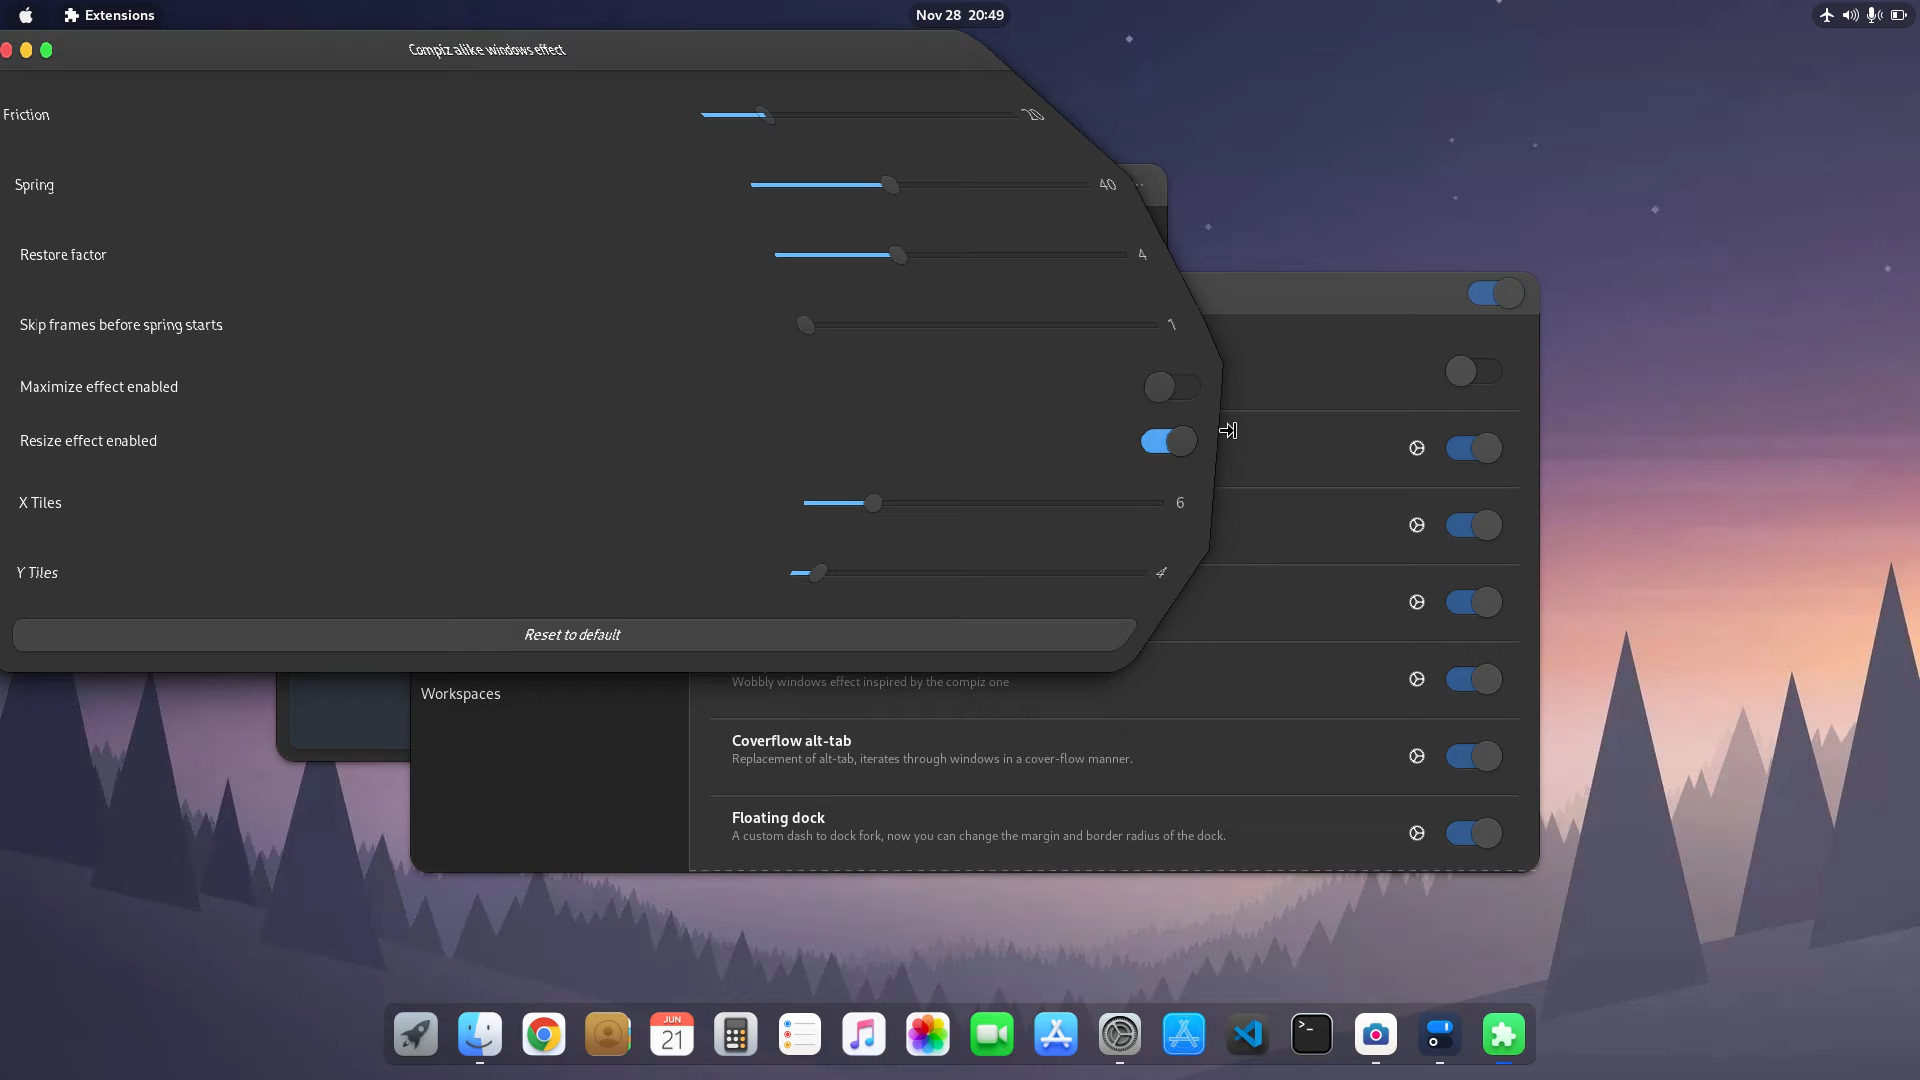 Extensions
Nov 28 20:49
Compiz alike windows effect
Friction
20
Spring
40
Restore factor
4
Skip frames before spring starts
1
Maximize effect enabled
Resize effect enabled
X Tiles
6
Y Tiles
4
Reset to default
Workspaces
Wobbly windows effect inspired by the compiz one
Coverflow alt-tab
Replacement of alt-tab, iterates through windows in a cover-flow manner.
Floating dock
A custom dash to dock fork, now you can change the margin and border radius of the dock.
JUN
21
>_